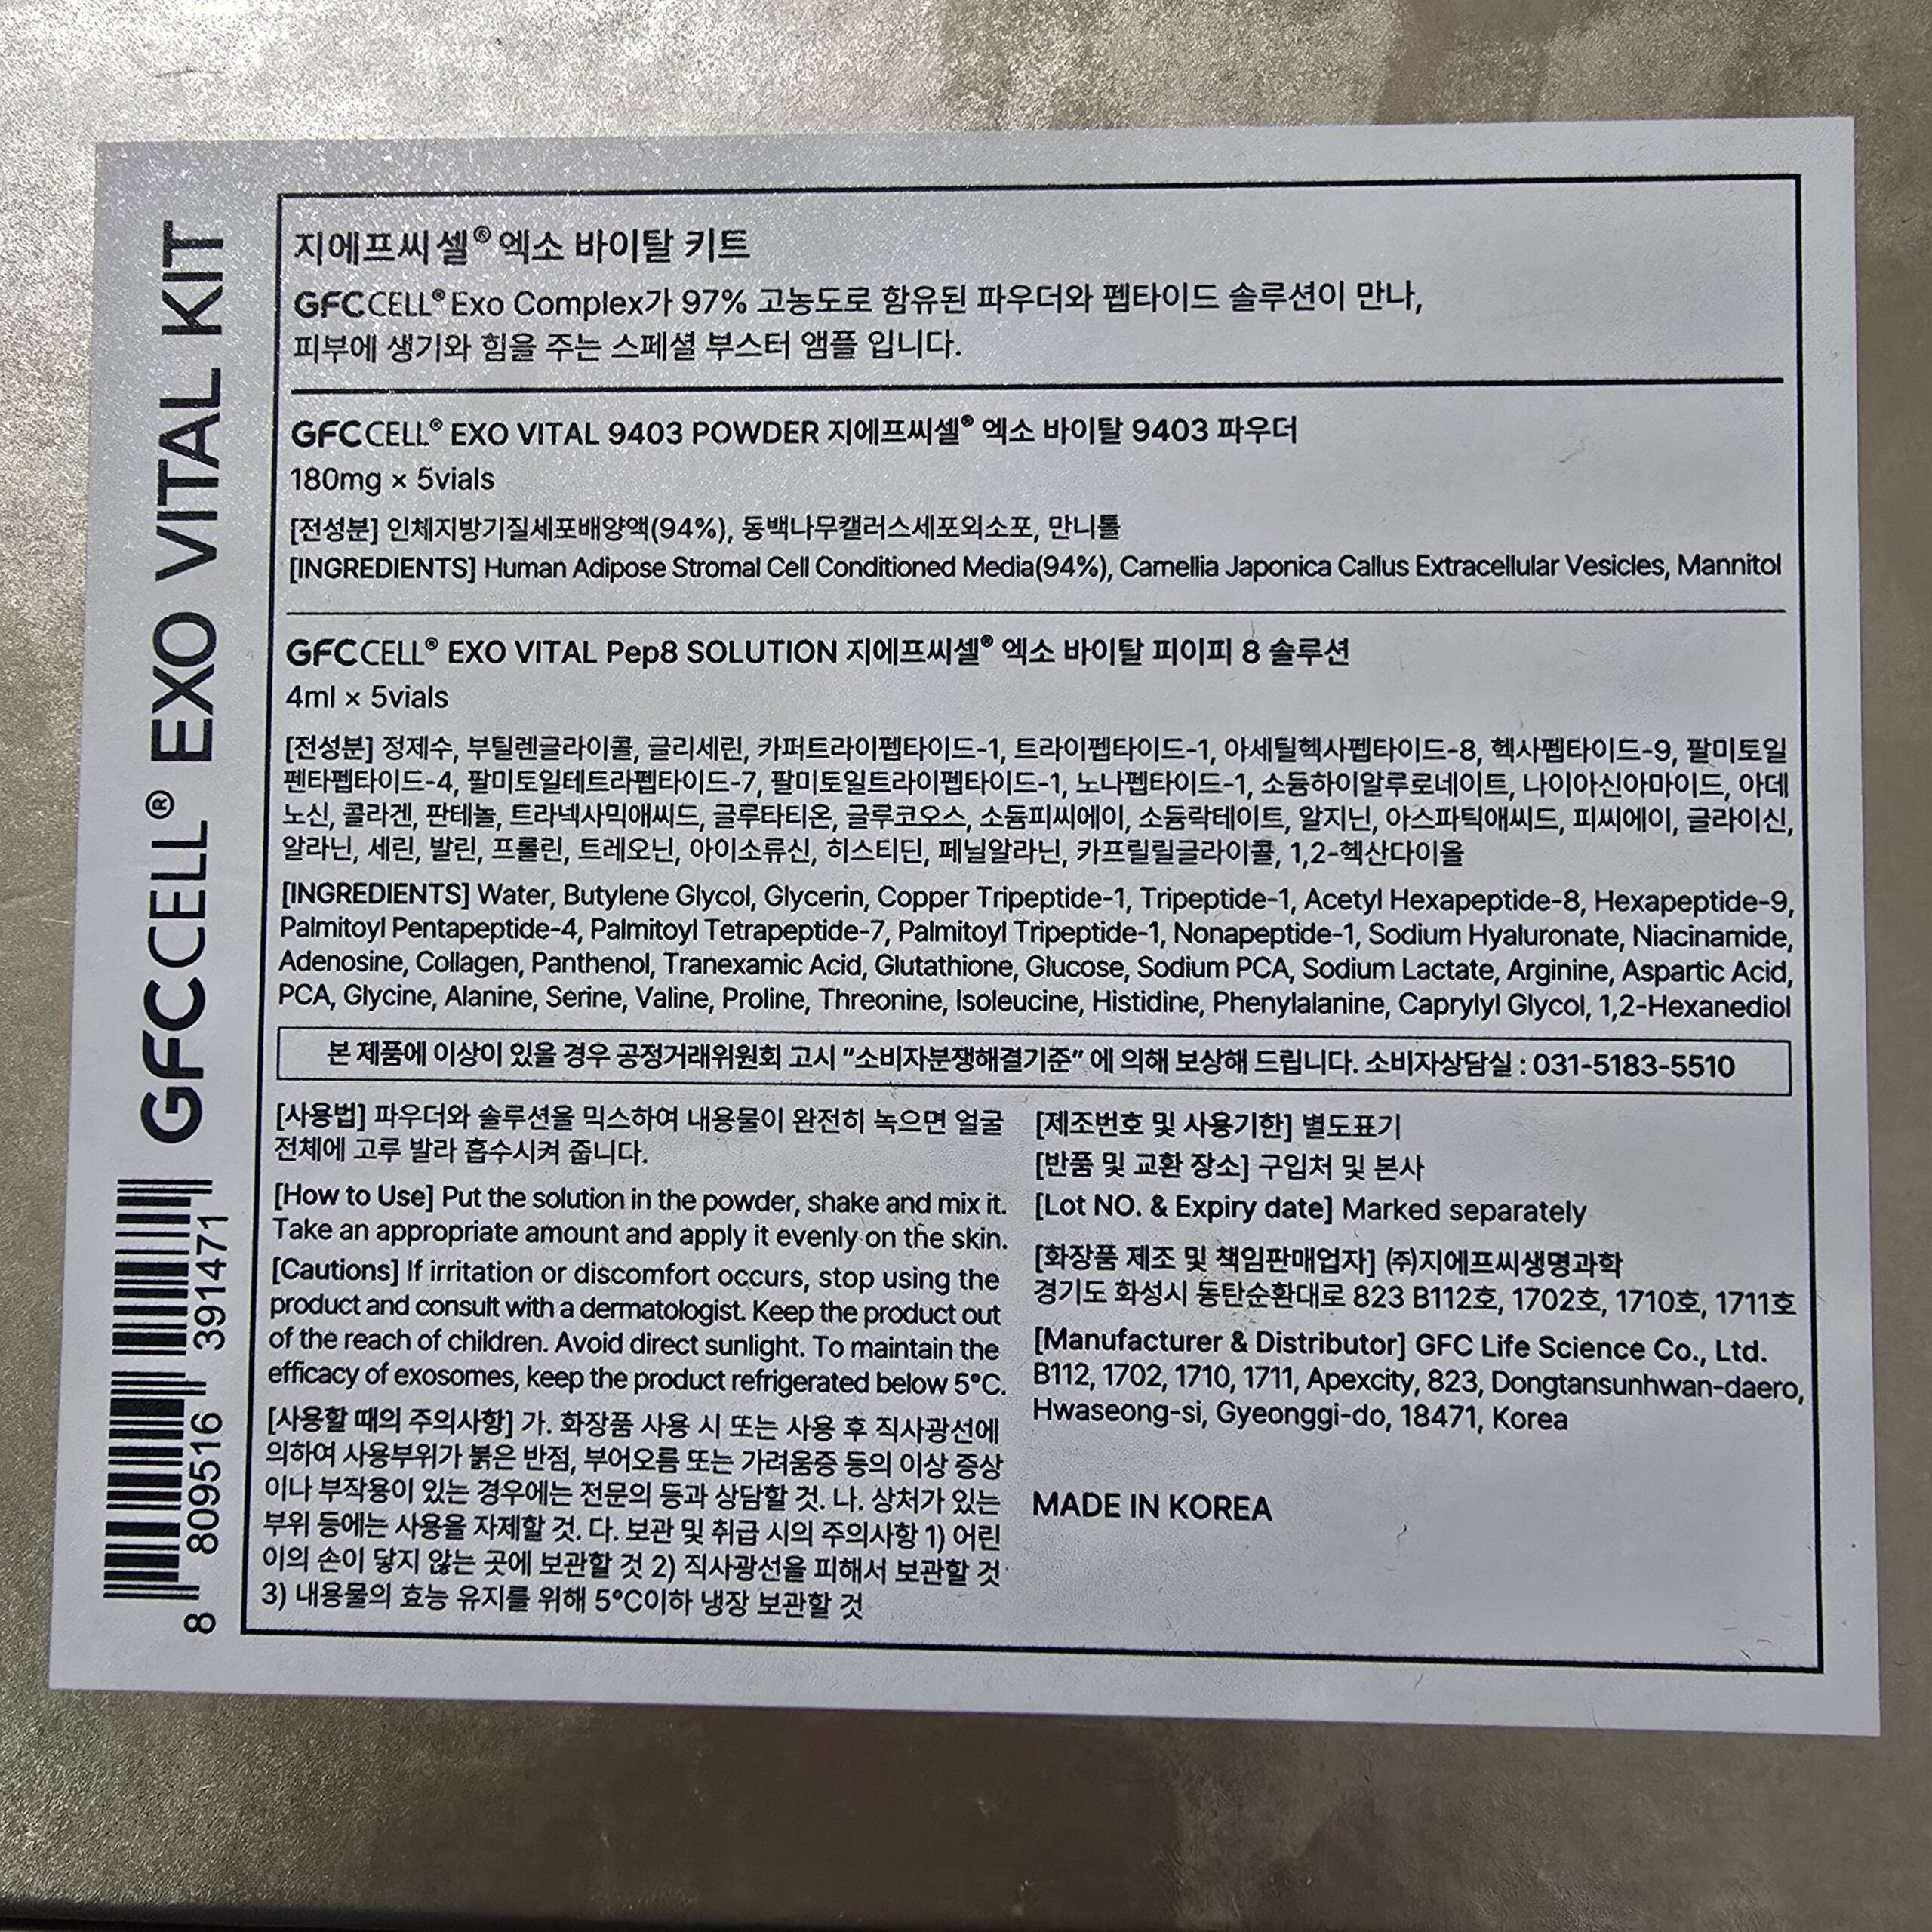 GFCCELL® EXO VITAL KIT
8 809516 391471
지에프씨셀® 엑소 바이탈 키트
GFCCELL® Exo Complex가 97% 고농도로 함유된 파우더와 펩타이드 솔루션이 만나,
피부에 생기와 힘을 주는 스페셜 부스터 앰플 입니다.
GFCCELL® EXO VITAL 9403 POWDER 지에프씨셀® 엑소 바이탈 9403 파우더
180mg × 5vials
[전성분] 인체지방기질세포배양액(94%), 동백나무캘러스세포외소포, 만니톨
[INGREDIENTS] Human Adipose Stromal Cell Conditioned Media(94%), Camellia Japonica Callus Extracellular Vesicles, Mannitol
GFCCELL® EXO VITAL Pep8 SOLUTION 지에프씨셀® 엑소 바이탈 피이피 8 솔루션
4ml × 5vials
[전성분] 정제수, 부틸렌글라이콜, 글리세린, 카퍼트라이펩타이드-1, 트라이펩타이드-1, 아세틸헥사펩타이드-8, 헥사펩타이드-9, 팔미토일
펜타펩타이드-4, 팔미토일테트라펩타이드-7, 팔미토일트라이펩타이드-1, 노나펩타이드-1, 소듐하이알루로네이트, 나이아신아마이드, 아데
노신, 콜라겐, 판테놀, 트라넥사믹애씨드, 글루타티온, 글루코오스, 소듐피씨에이, 소듐락테이트, 알지닌, 아스파틱애씨드, 피씨에이, 글라이신,
알라닌, 세린, 발린, 프롤린, 트레오닌, 아이소류신, 히스티딘, 페닐알라닌, 카프릴릴글라이콜, 1,2-헥산다이올
[INGREDIENTS] Water, Butylene Glycol, Glycerin, Copper Tripeptide-1, Tripeptide-1, Acetyl Hexapeptide-8, Hexapeptide-9,
Palmitoyl Pentapeptide-4, Palmitoyl Tetrapeptide-7, Palmitoyl Tripeptide-1, Nonapeptide-1, Sodium Hyaluronate, Niacinamide,
Adenosine, Collagen, Panthenol, Tranexamic Acid, Glutathione, Glucose, Sodium PCA, Sodium Lactate, Arginine, Aspartic Acid,
PCA, Glycine, Alanine, Serine, Valine, Proline, Threonine, Isoleucine, Histidine, Phenylalanine, Caprylyl Glycol, 1,2-Hexanediol
본 제품에 이상이 있을 경우 공정거래위원회 고시 “소비자분쟁해결기준” 에 의해 보상해 드립니다. 소비자상담실 : 031-5183-5510
[사용법] 파우더와 솔루션을 믹스하여 내용물이 완전히 녹으면 얼굴
전체에 고루 발라 흡수시켜 줍니다.
[How to Use] Put the solution in the powder, shake and mix it.
Take an appropriate amount and apply it evenly on the skin.
[Cautions] If irritation or discomfort occurs, stop using the
product and consult with a dermatologist. Keep the product out
of the reach of children. Avoid direct sunlight. To maintain the
efficacy of exosomes, keep the product refrigerated below 5°C.
[사용할 때의 주의사항] 가. 화장품 사용 시 또는 사용 후 직사광선에
의하여 사용부위가 붉은 반점, 부어오름 또는 가려움증 등의 이상 증상
이나 부작용이 있는 경우에는 전문의 등과 상담할 것. 나. 상처가 있는
부위 등에는 사용을 자제할 것. 다. 보관 및 취급 시의 주의사항 1) 어린
이의 손이 닿지 않는 곳에 보관할 것 2) 직사광선을 피해서 보관할 것
3) 내용물의 효능 유지를 위해 5°C이하 냉장 보관할 것
[제조번호 및 사용기한] 별도표기
[반품 및 교환 장소] 구입처 및 본사
[Lot NO. & Expiry date] Marked separately
[화장품 제조 및 책임판매업자] (주)지에프씨생명과학
경기도 화성시 동탄순환대로 823 B112호, 1702호, 1710호, 1711호
[Manufacturer & Distributor] GFC Life Science Co., Ltd.
B112, 1702, 1710, 1711, Apexcity, 823, Dongtansunhwan-daero,
Hwaseong-si, Gyeonggi-do, 18471, Korea
MADE IN KOREA